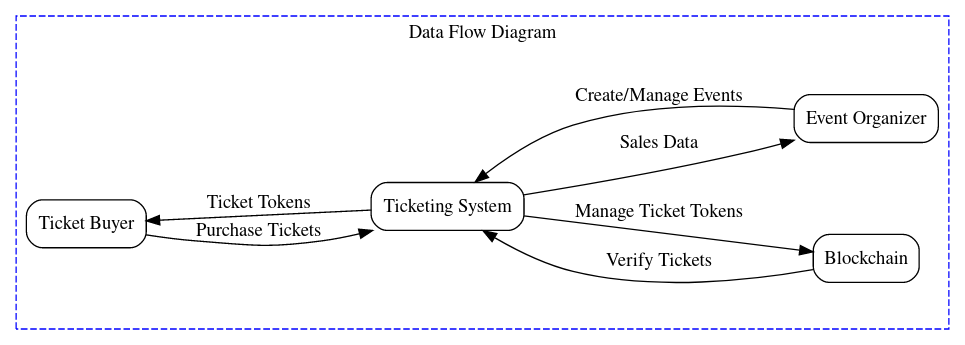 Data Flow Diagram
Create/Manage Events
Event Organizer
Sales Data
Ticket Tokens
Ticketing System
Manage Ticket Tokens
Ticket Buyer
Purchase Tickets
Verify Tickets
Blockchain